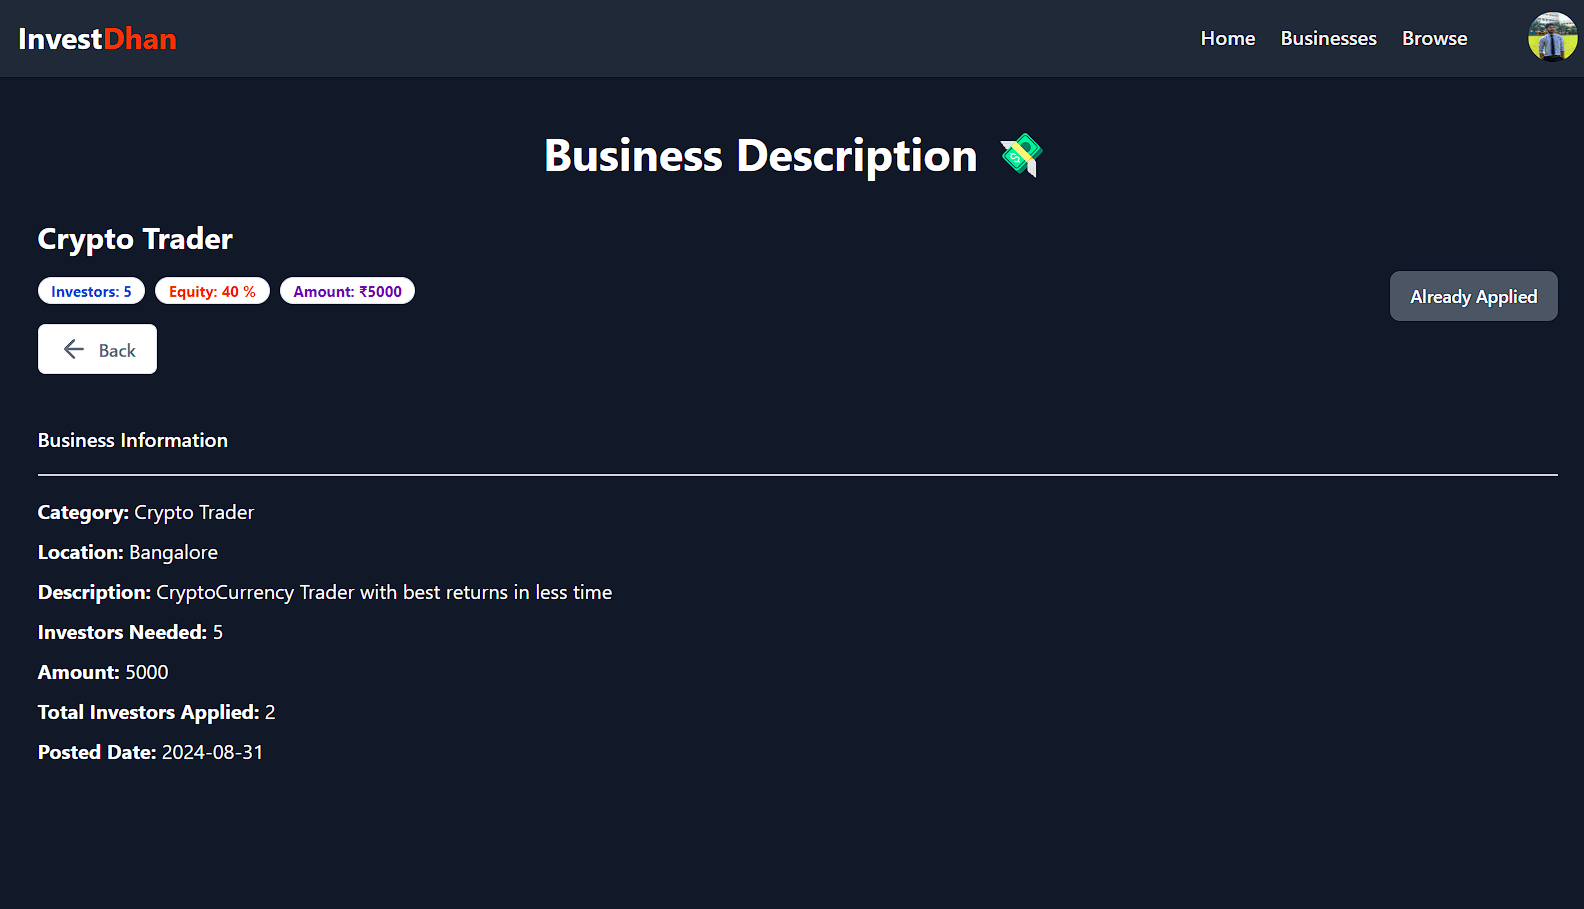 InvestDhan
Home Businesses Browse
Business Description 💸
Crypto Trader
Investors: 5 Equity: 40 % Amount: ₹5000
Already Applied
Back
Business Information
Category: Crypto Trader
Location: Bangalore
Description: CryptoCurrency Trader with best returns in less time
Investors Needed: 5
Amount: 5000
Total Investors Applied: 2
Posted Date: 2024-08-31